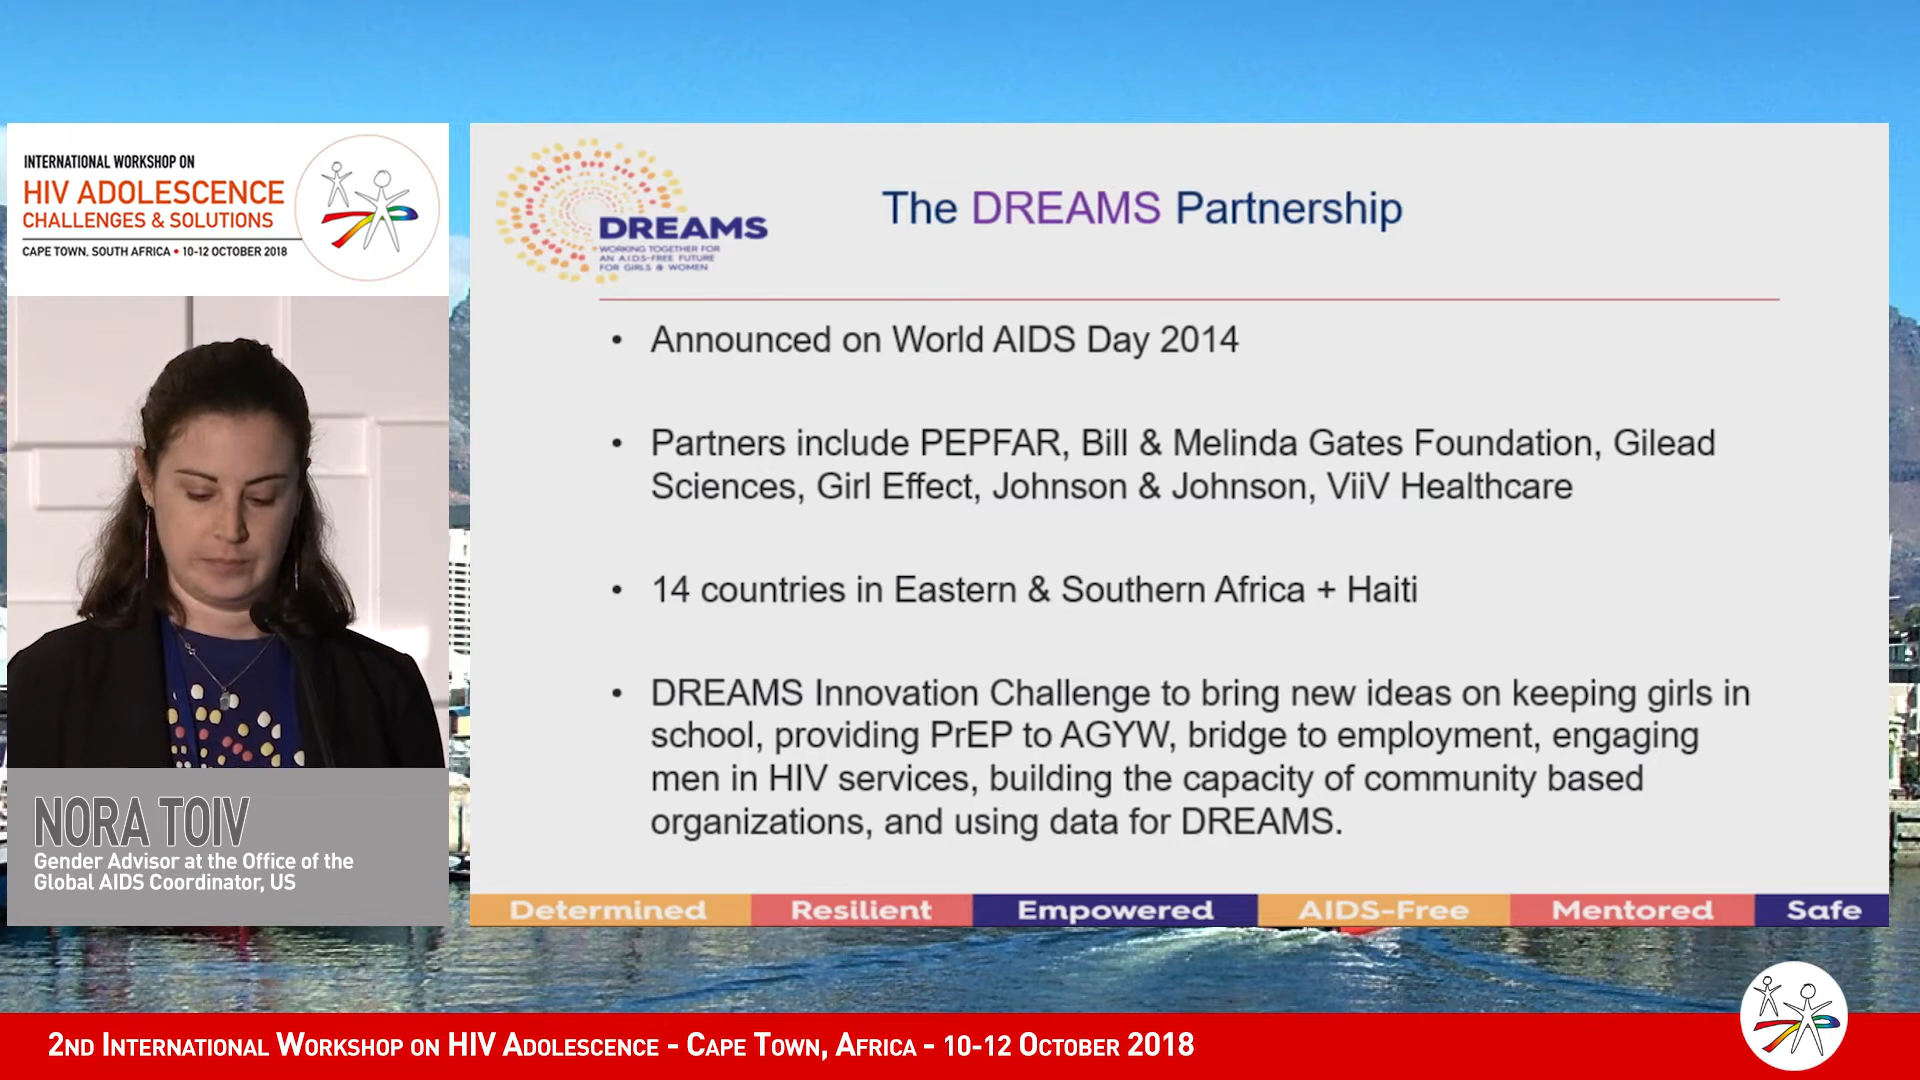 INTERNATIONAL WORKSHOP ON
HIV ADOLESCENCE
CHALLENGES & SOLUTIONS
CAPE TOWN, SOUTH AFRICA • 10-12 OCTOBER 2018
NORA TOIV
Gender Advisor at the Office of the
Global AIDS Coordinator, US
DREAMS
WORKING TOGETHER FOR
AN AIDS-FREE FUTURE
FOR GIRLS & WOMEN
The DREAMS Partnership
• Announced on World AIDS Day 2014
• Partners include PEPFAR, Bill & Melinda Gates Foundation, Gilead
Sciences, Girl Effect, Johnson & Johnson, ViiV Healthcare
• 14 countries in Eastern & Southern Africa + Haiti
• DREAMS Innovation Challenge to bring new ideas on keeping girls in
school, providing PrEP to AGYW, bridge to employment, engaging
men in HIV services, building the capacity of community based
organizations, and using data for DREAMS.
Determined Resilient Empowered AIDS-Free Mentored Safe
2ND INTERNATIONAL WORKSHOP ON HIV ADOLESCENCE - CAPE TOWN, AFRICA - 10-12 OCTOBER 2018